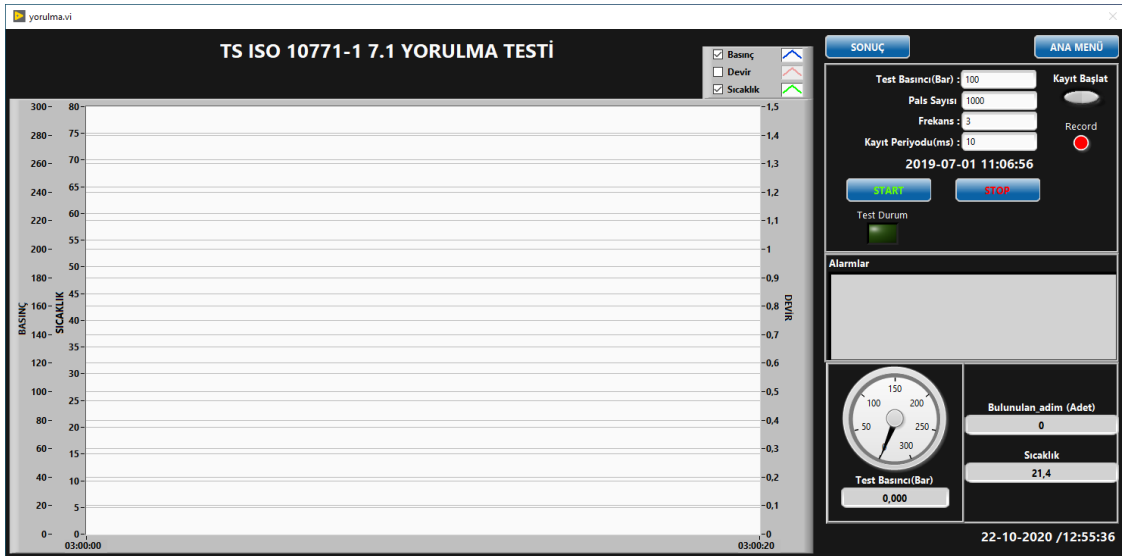 yorulma.vi
TS ISO 10771-1 7.1 YORULMA TESTİ
Basınç
Devir
Sıcaklık
SONUÇ
ANA MENÜ
Test Basıncı(Bar) : 100
Pals Sayısı 1000
Frekans : 3
Kayıt Periyodu(ms) : 10
Kayıt Başlat
Record
2019-07-01 11:06:56
START
STOP
Test Durum
Alarmlar
BASINÇ
300
280
260
240
220
200
180
160
140
120
100
80
60
40
20
0
SICAKLIK
80
75
70
65
60
55
50
45
40
35
30
25
20
15
10
5
0
1,5
1,4
1,3
1,2
1,1
1
0,9
0,8
0,7
0,6
0,5
0,4
0,3
0,2
0,1
0
DEVİR
03:00:00
03:00:20
0
50
100
150
200
250
300
Test Basıncı(Bar)
0,000
Bulunulan_adim (Adet)
0
Sıcaklık
21,4
22-10-2020 /12:55:36